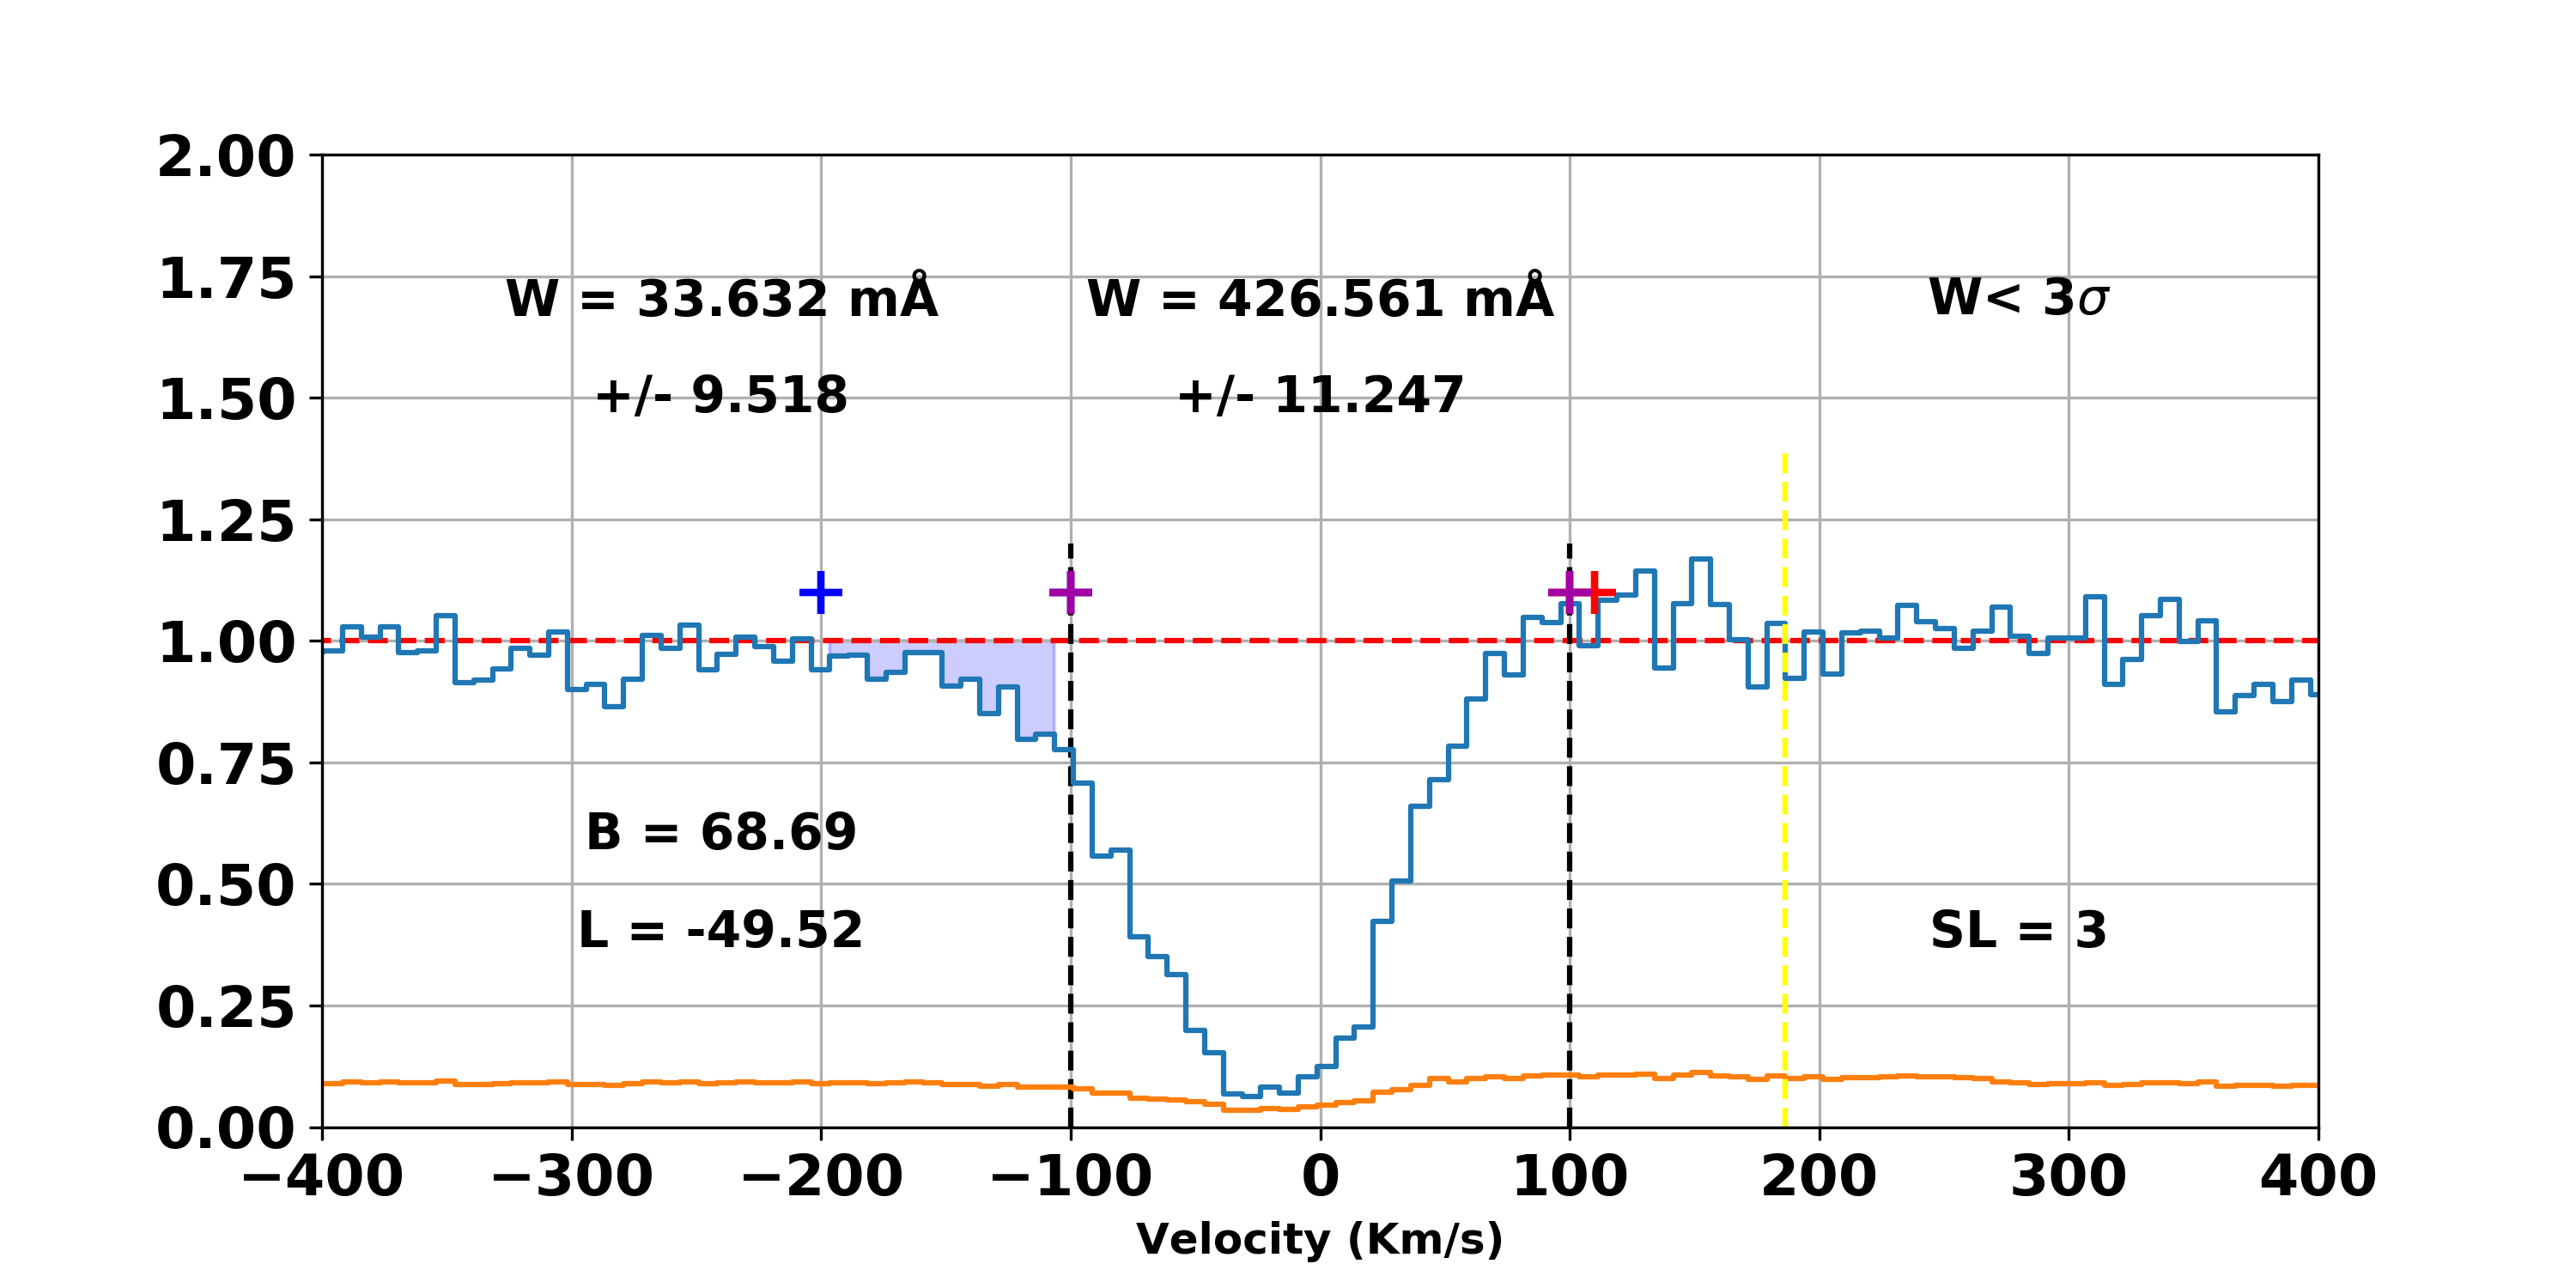 2.00
1.75
W = 33.632 mÅ W = 426.561 mÅ W< 3σ
1.50
+/- 9.518 +/- 11.247
1.25
1.00
0.75
B = 68.69
0.50
L = -49.52 SL = 3
0.25
0.00
−400 −300 −200 −100 0 100 200 300 400
Velocity (Km/s)